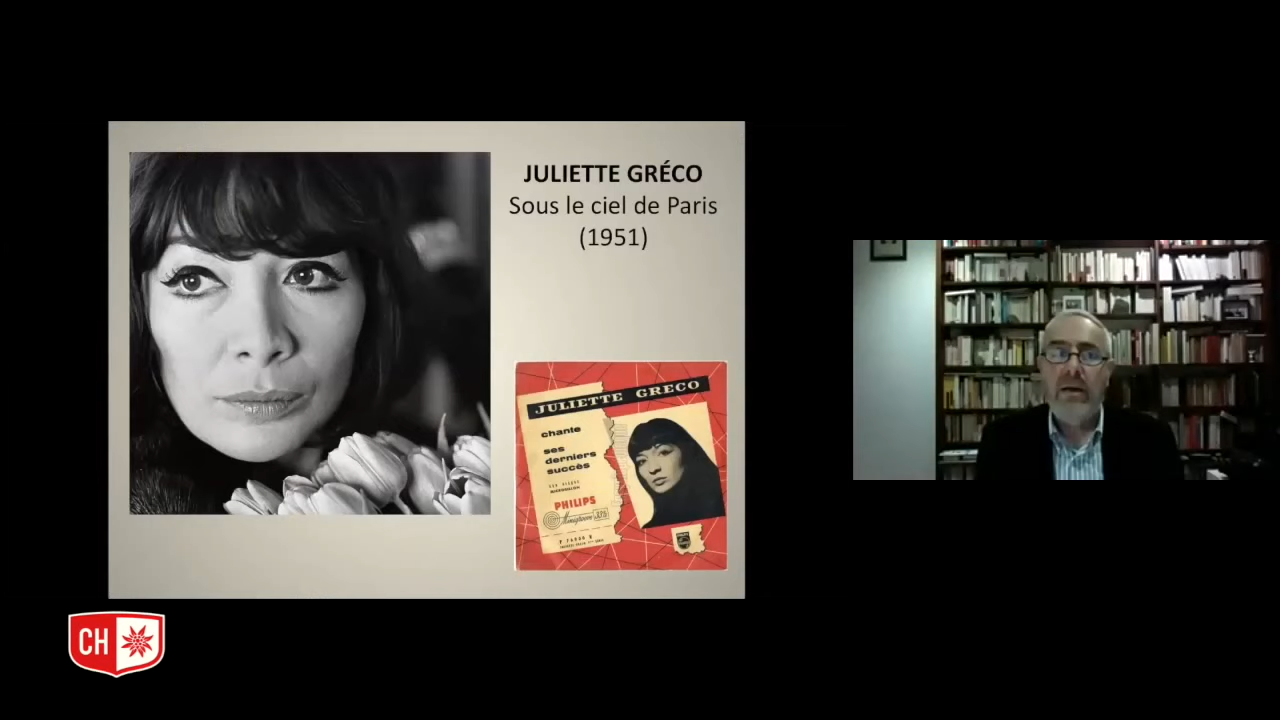 JULIETTE GRÉCO
Sous le ciel de Paris
(1951)
JULIETTE GRECO
chante
ses
derniers
succès
PHILIPS
CH